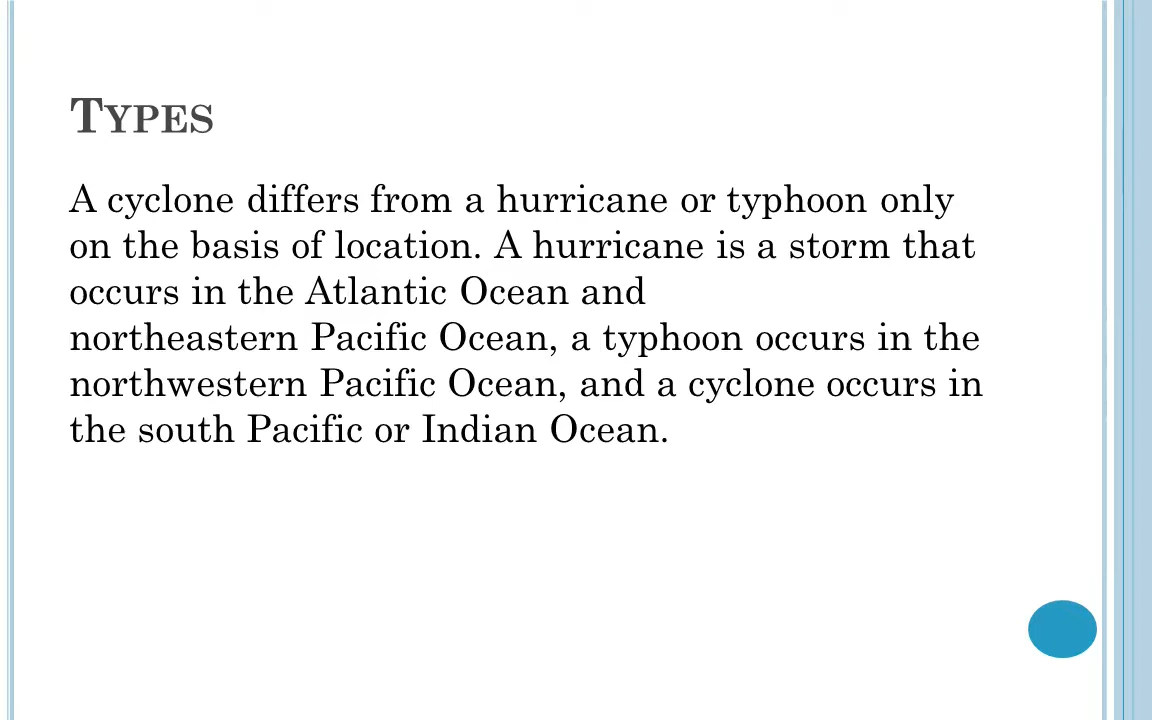 TYPES
A cyclone differs from a hurricane or typhoon only
on the basis of location. A hurricane is a storm that
occurs in the Atlantic Ocean and
northeastern Pacific Ocean, a typhoon occurs in the
northwestern Pacific Ocean, and a cyclone occurs in
the south Pacific or Indian Ocean.